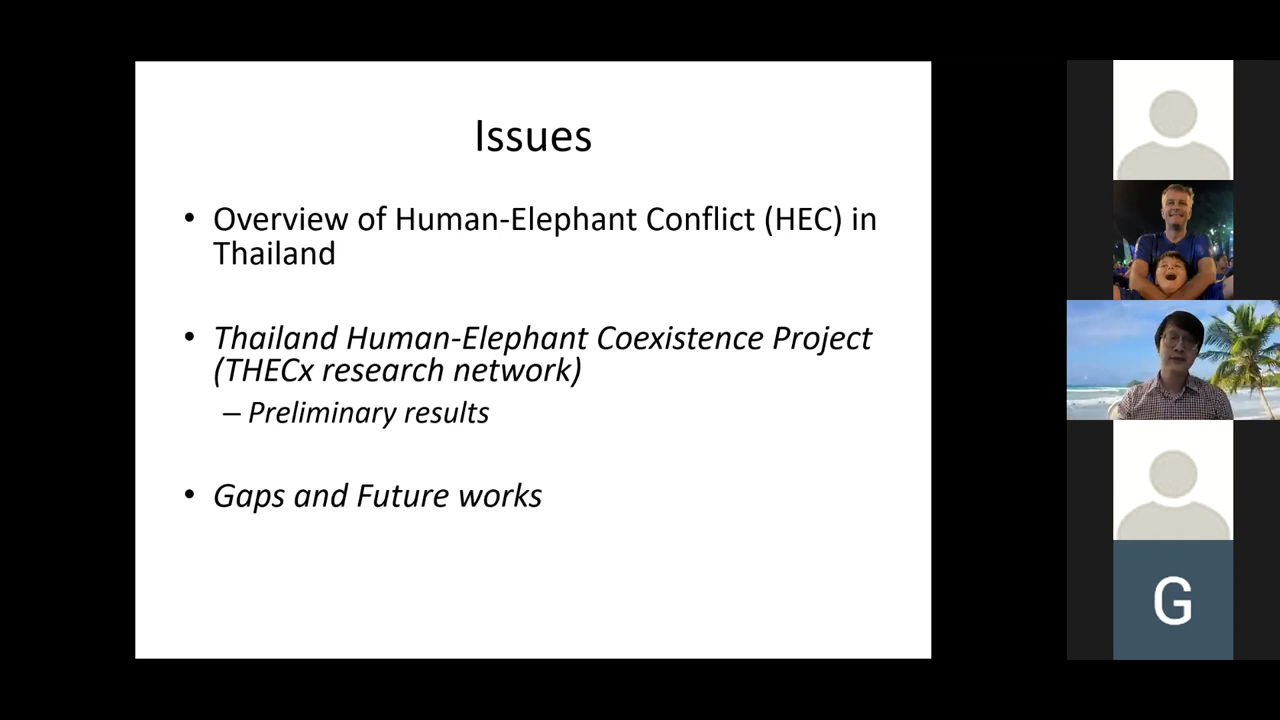 Issues
• Overview of Human-Elephant Conflict (HEC) in
Thailand
• Thailand Human-Elephant Coexistence Project
(THECx research network)
– Preliminary results
• Gaps and Future works
G